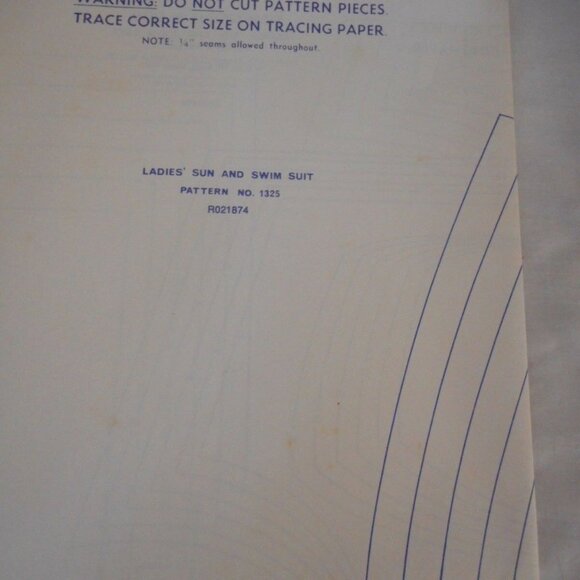 WARNING: DO NOT CUT PATTERN PIECES.
TRACE CORRECT SIZE ON TRACING PAPER.
NOTE: ¼" seams allowed throughout.
LADIES' SUN AND SWIM SUIT
PATTERN NO. 1325
R021874